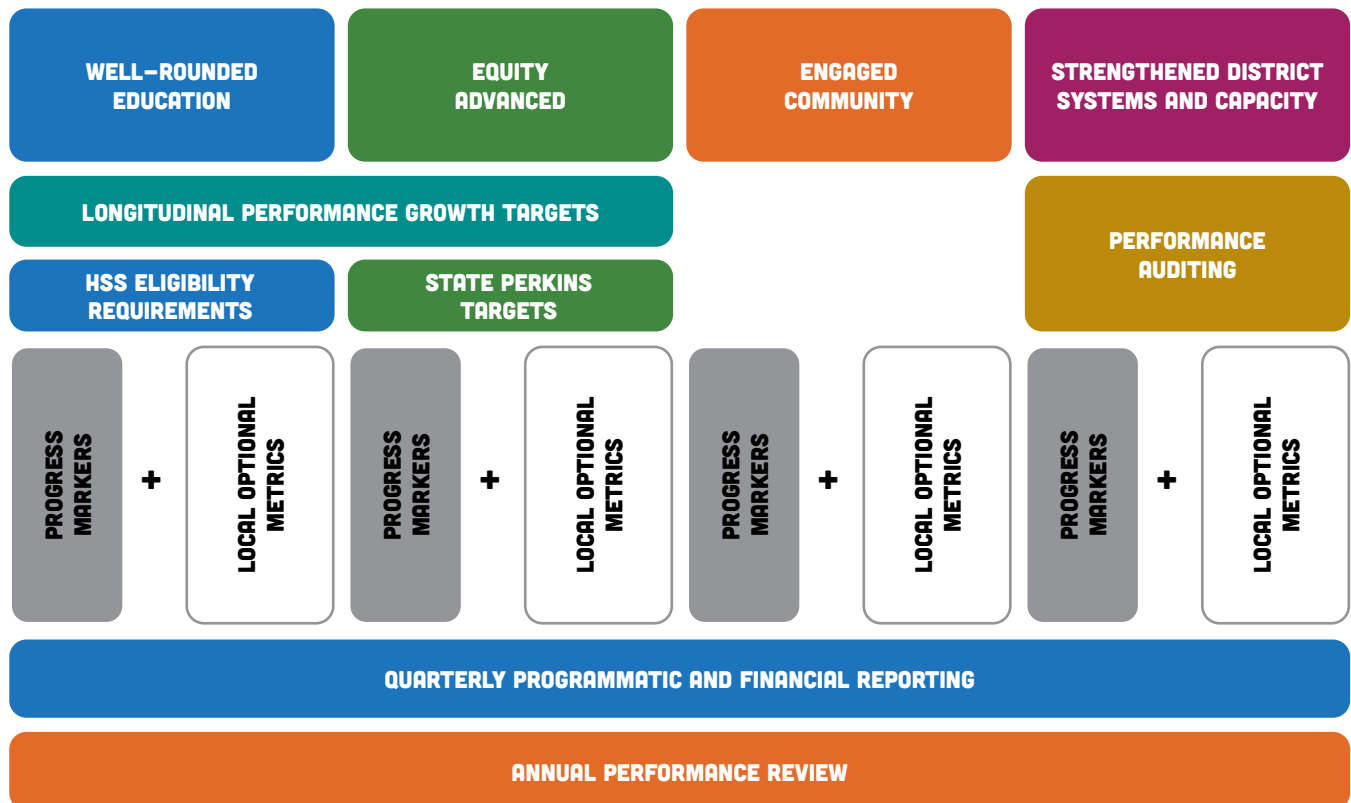 WELL-ROUNDED
EDUCATION
EQUITY
ADVANCED
ENGAGED
COMMUNITY
STRENGTHENED DISTRICT
SYSTEMS AND CAPACITY
LONGITUDINAL PERFORMANCE GROWTH TARGETS
PERFORMANCE
AUDITING
HSS ELIGIBILITY
REQUIREMENTS
STATE PERKINS
TARGETS
PROGRESS
MARKERS
+
LOCAL OPTIONAL
METRICS
PROGRESS
MARKERS
+
LOCAL OPTIONAL
METRICS
PROGRESS
MARKERS
+
LOCAL OPTIONAL
METRICS
PROGRESS
MARKERS
+
LOCAL OPTIONAL
METRICS
QUARTERLY PROGRAMMATIC AND FINANCIAL REPORTING
ANNUAL PERFORMANCE REVIEW